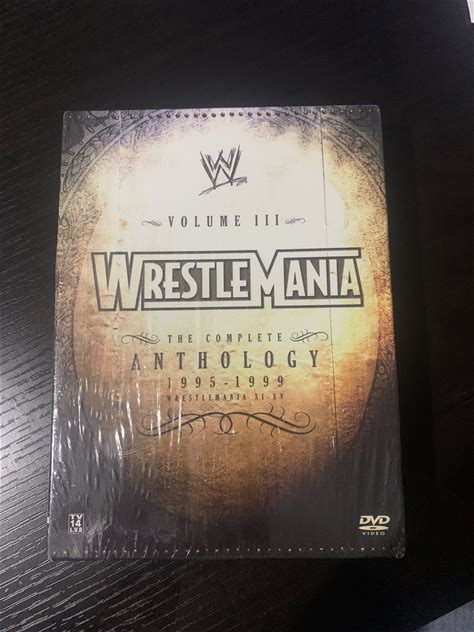 W
VOLUME III
WRESTLEMANIA
THE COMPLETE
ANTHOLOGY
1995-1999
WRESTLEMANIA XI-XV
TV
14
L,V,D
DVD
VIDEO